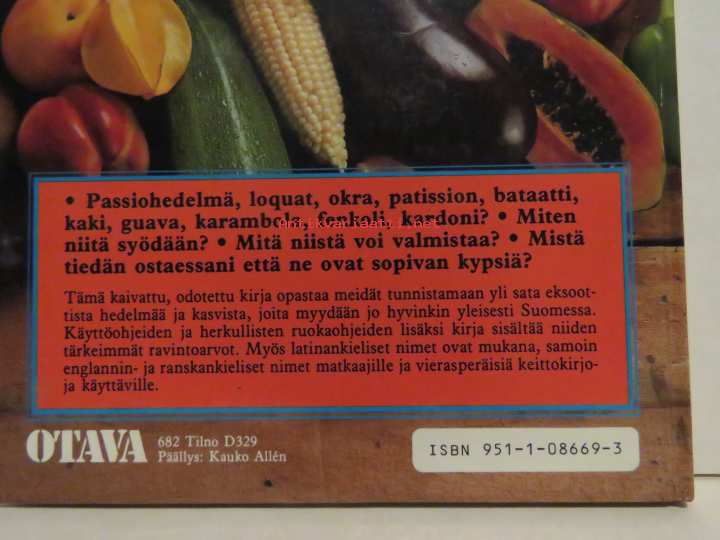 • Passiohedelmä, loquat, okra, patission, bataatti,
kaki, guava, karambola, fenkoli, kardoni? • Miten
niitä syödään? • Mitä niistä voi valmistaa? • Mistä
tiedän ostaessani että ne ovat sopivan kypsiä?
Tämä kaivattu, odotettu kirja opastaa meidät tunnistamaan yli sata eksoot-
tista hedelmää ja kasvista, joita myydään jo hyvinkin yleisesti Suomessa.
Käyttöohjeiden ja herkullisten ruokaohjeiden lisäksi kirja sisältää niiden
tärkeimmät ravintoarvot. Myös latinankieliset nimet ovat mukana, samoin
englannin- ja ranskankieliset nimet matkaajille ja vierasperäisiä keittokirjo-
ja käyttäville.
OTAVA
682 Tilno D329
Päällys: Kauko Allén
ISBN 951-1-08669-3